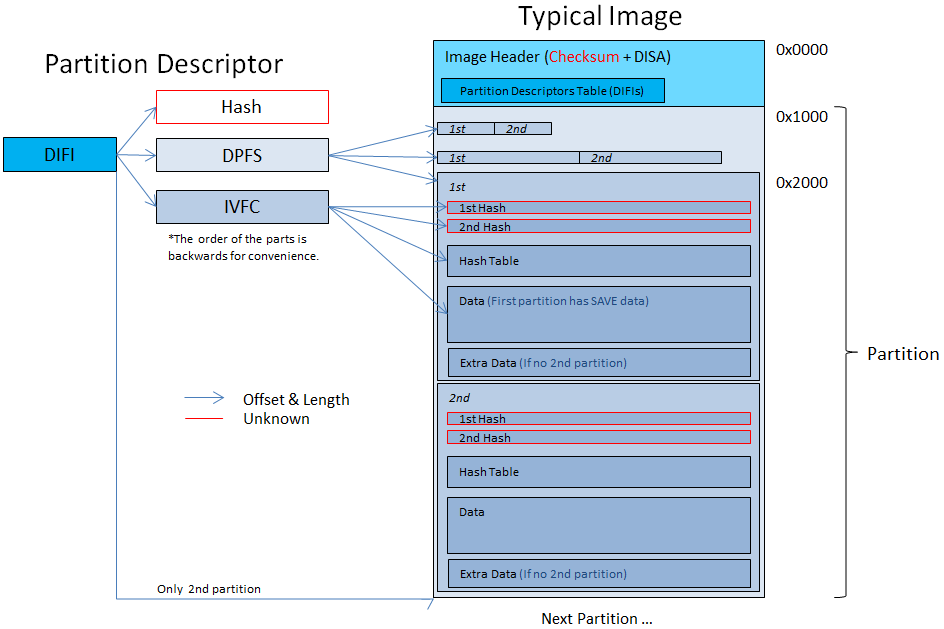 Typical Image
Partition Descriptor
Hash
DIFI
DPFS
IVFC
*The order of the parts is
backwards for convenience.
Offset & Length
Unknown
Only 2nd partition
Image Header (Checksum + DISA)
Partition Descriptors Table (DIFIs)
1st 2nd
1st 2nd
1st
1st Hash
2nd Hash
Hash Table
Data (First partition has SAVE data)
Extra Data (If no 2nd partition)
2nd
1st Hash
2nd Hash
Hash Table
Data
Extra Data (If no 2nd partition)
Next Partition ...
0x0000
0x1000
0x2000
Partition